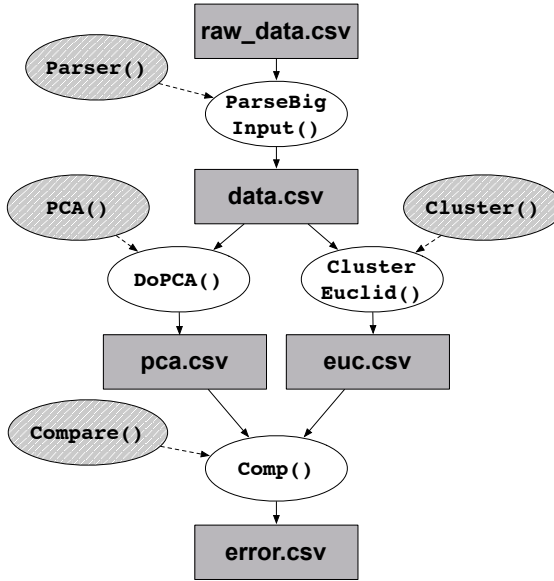 raw_data.csv
Parser()
ParseBig
Input()
data.csv
PCA()
Cluster()
DoPCA()
Cluster
Euclid()
pca.csv
euc.csv
Compare()
Comp()
error.csv